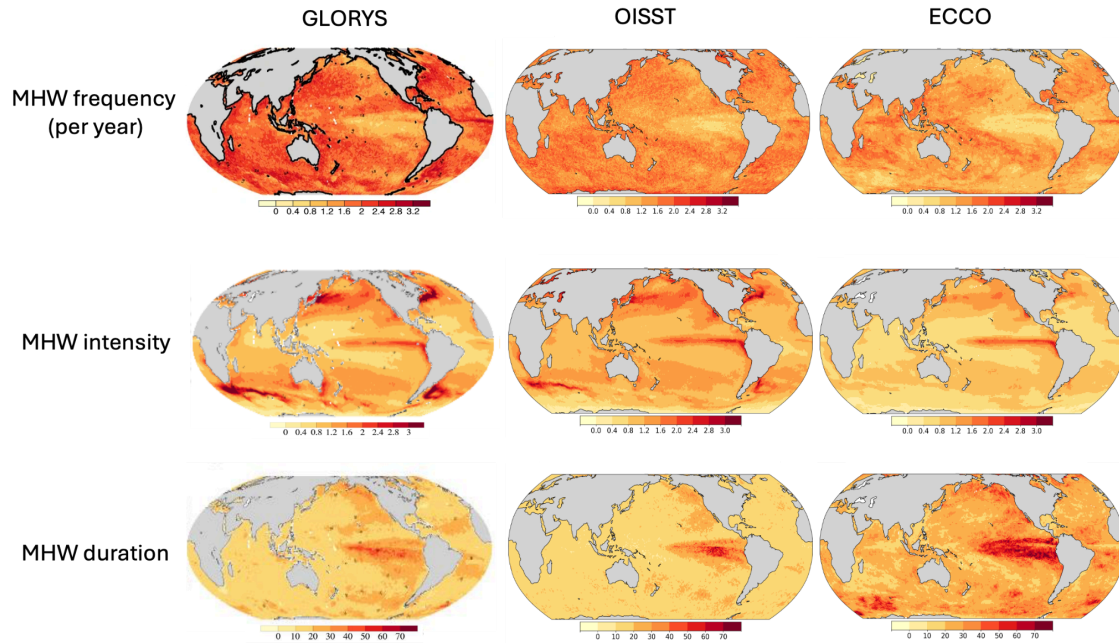 GLORYS OISST ECCO
MHW frequency
(per year)
0 0.4 0.8 1.2 1.6 2 2.4 2.8 3.2
0.0 0.4 0.8 1.2 1.6 2.0 2.4 2.8 3.2
0.0 0.4 0.8 1.2 1.6 2.0 2.4 2.8 3.2
MHW intensity
0 0.4 0.8 1.2 1.6 2 2.4 2.8 3
0.0 0.4 0.8 1.2 1.6 2.0 2.4 2.8 3.0
0.0 0.4 0.8 1.2 1.6 2.0 2.4 2.8 3.0
MHW duration
0 10 20 30 40 50 60 70
0 10 20 30 40 50 60 70
0 10 20 30 40 50 60 70